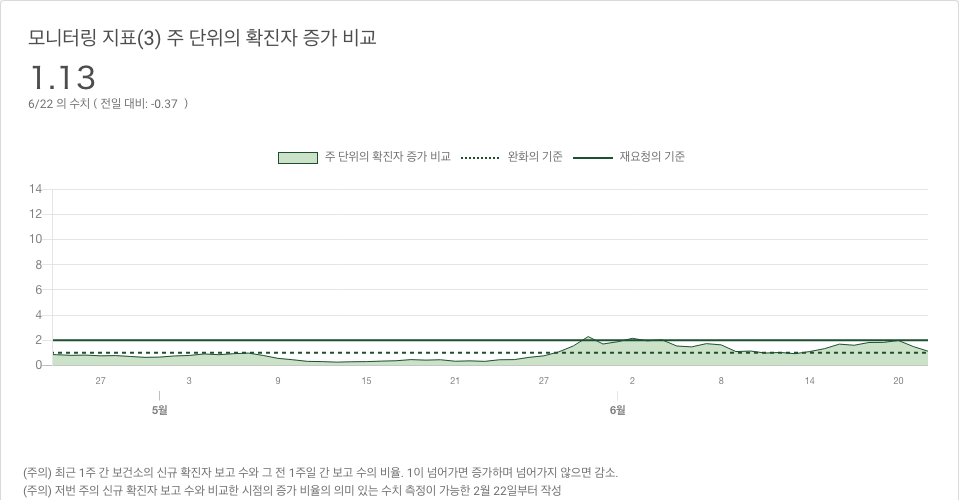 모니터링 지표(3) 주 단위의 확진자 증가 비교
1.13
6/22 의 수치 ( 전일 대비: -0.37 )
주 단위의 확진자 증가 비교 완화의 기준 재요청의 기준
14
12
10
8
6
4
2
0
27 3 9 15 21 27 2 8 14 20
5월 6월
(주의) 최근 1주 간 보건소의 신규 확진자 보고 수와 그 전 1주일 간 보고 수의 비율. 1이 넘어가면 증가하며 넘어가지 않으면 감소.
(주의) 저번 주의 신규 확진자 보고 수와 비교한 시점의 증가 비율의 의미 있는 수치 측정이 가능한 2월 22일부터 작성